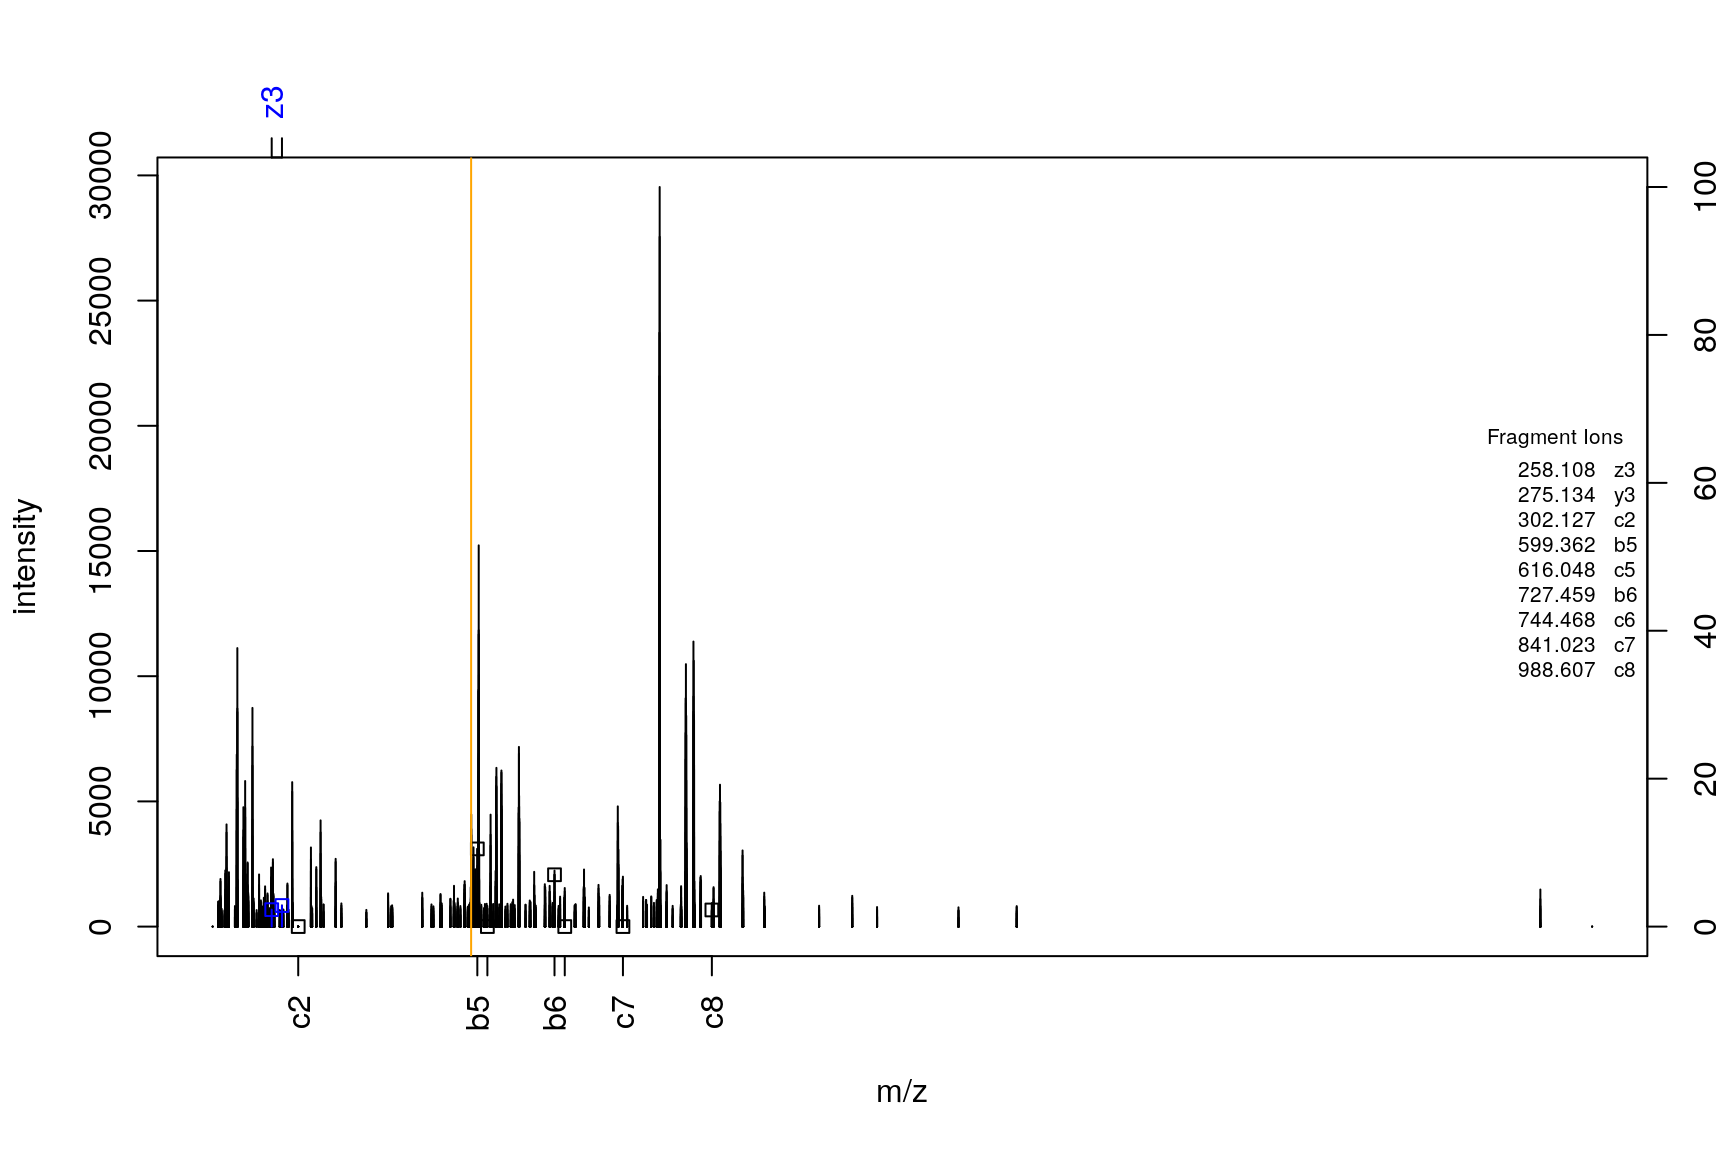 z3
30000
25000
20000
15000
10000
5000
0
intensity
100
80
60
40
20
0
Fragment Ions
258.108 z3
275.134 y3
302.127 c2
599.362 b5
616.048 c5
727.459 b6
744.468 c6
841.023 c7
988.607 c8
c2 b5 b6 c7 c8
m/z